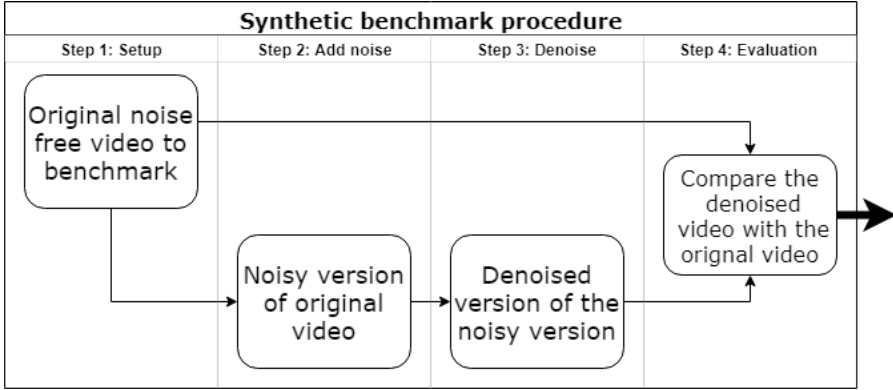 Synthetic benchmark procedure
Step 1: Setup
Step 2: Add noise
Step 3: Denoise
Step 4: Evaluation
Original noise
free video to
benchmark
Noisy version
of original
video
Denoised
version of the
noisy version
Compare the
denoised
video with the
orignal video